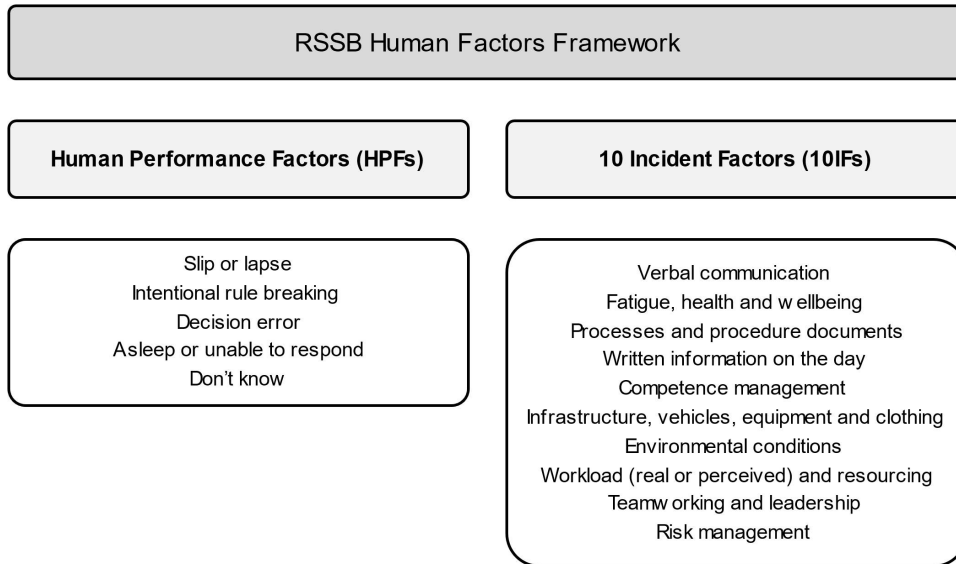 RSSB Human Factors Framework
Human Performance Factors (HPFs)
Slip or lapse
Intentional rule breaking
Decision error
Asleep or unable to respond
Don't know
10 Incident Factors (10IFs)
Verbal communication
Fatigue, health and wellbeing
Processes and procedure documents
Written information on the day
Competence management
Infrastructure, vehicles, equipment and clothing
Environmental conditions
Workload (real or perceived) and resourcing
Teamworking and leadership
Risk management